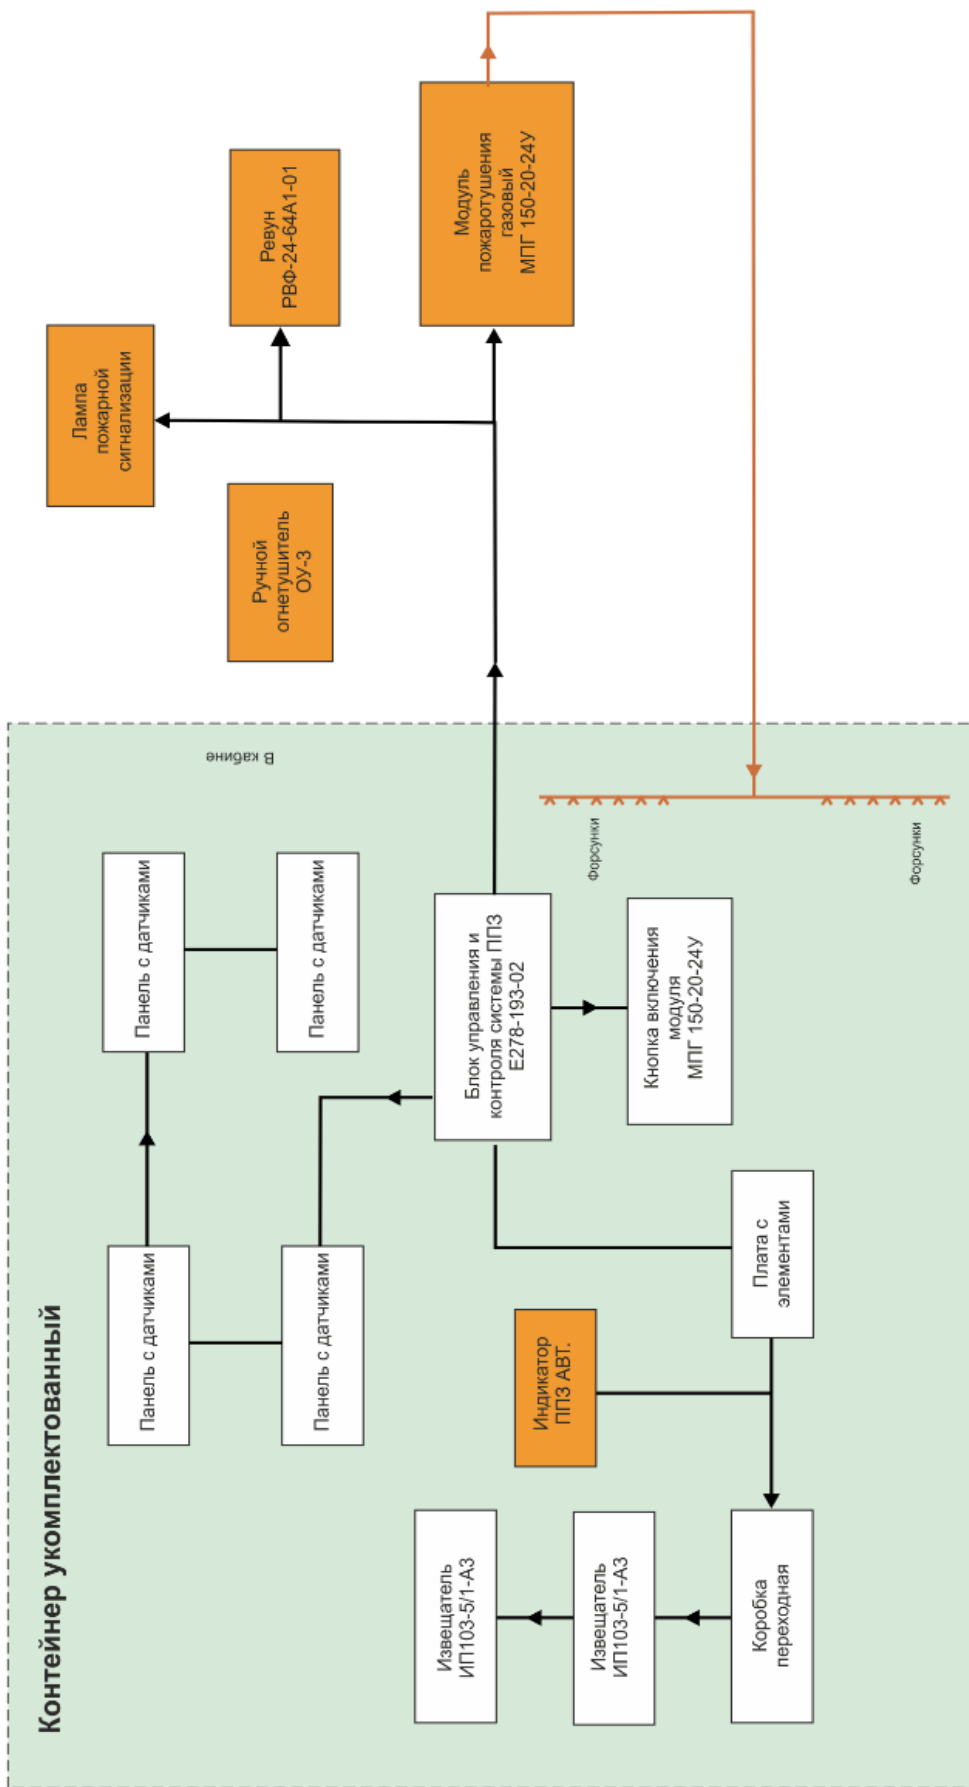 Контейнер укомплектованный
Панель с датчиками
Панель с датчиками
Панель с датчиками
Панель с датчиками
В кабине
Лампа
пожарной
сигнализации
Ручной
огнетушитель
ОУ-3
Ревун
РВФ-24-64А1-01
Извещатель
ИП103-5/1-А3
Извещатель
ИП103-5/1-А3
Коробка
переходная
Индикатор
ППЗ АВТ.
Плата с
элементами
Блок управления и
контроля системы ППЗ
Е278-193-02
Кнопка включения
модуля
МПГ 150-20-24У
Форсунки
Форсунки
Модуль
пожаротушения
газовый
МПГ 150-20-24У